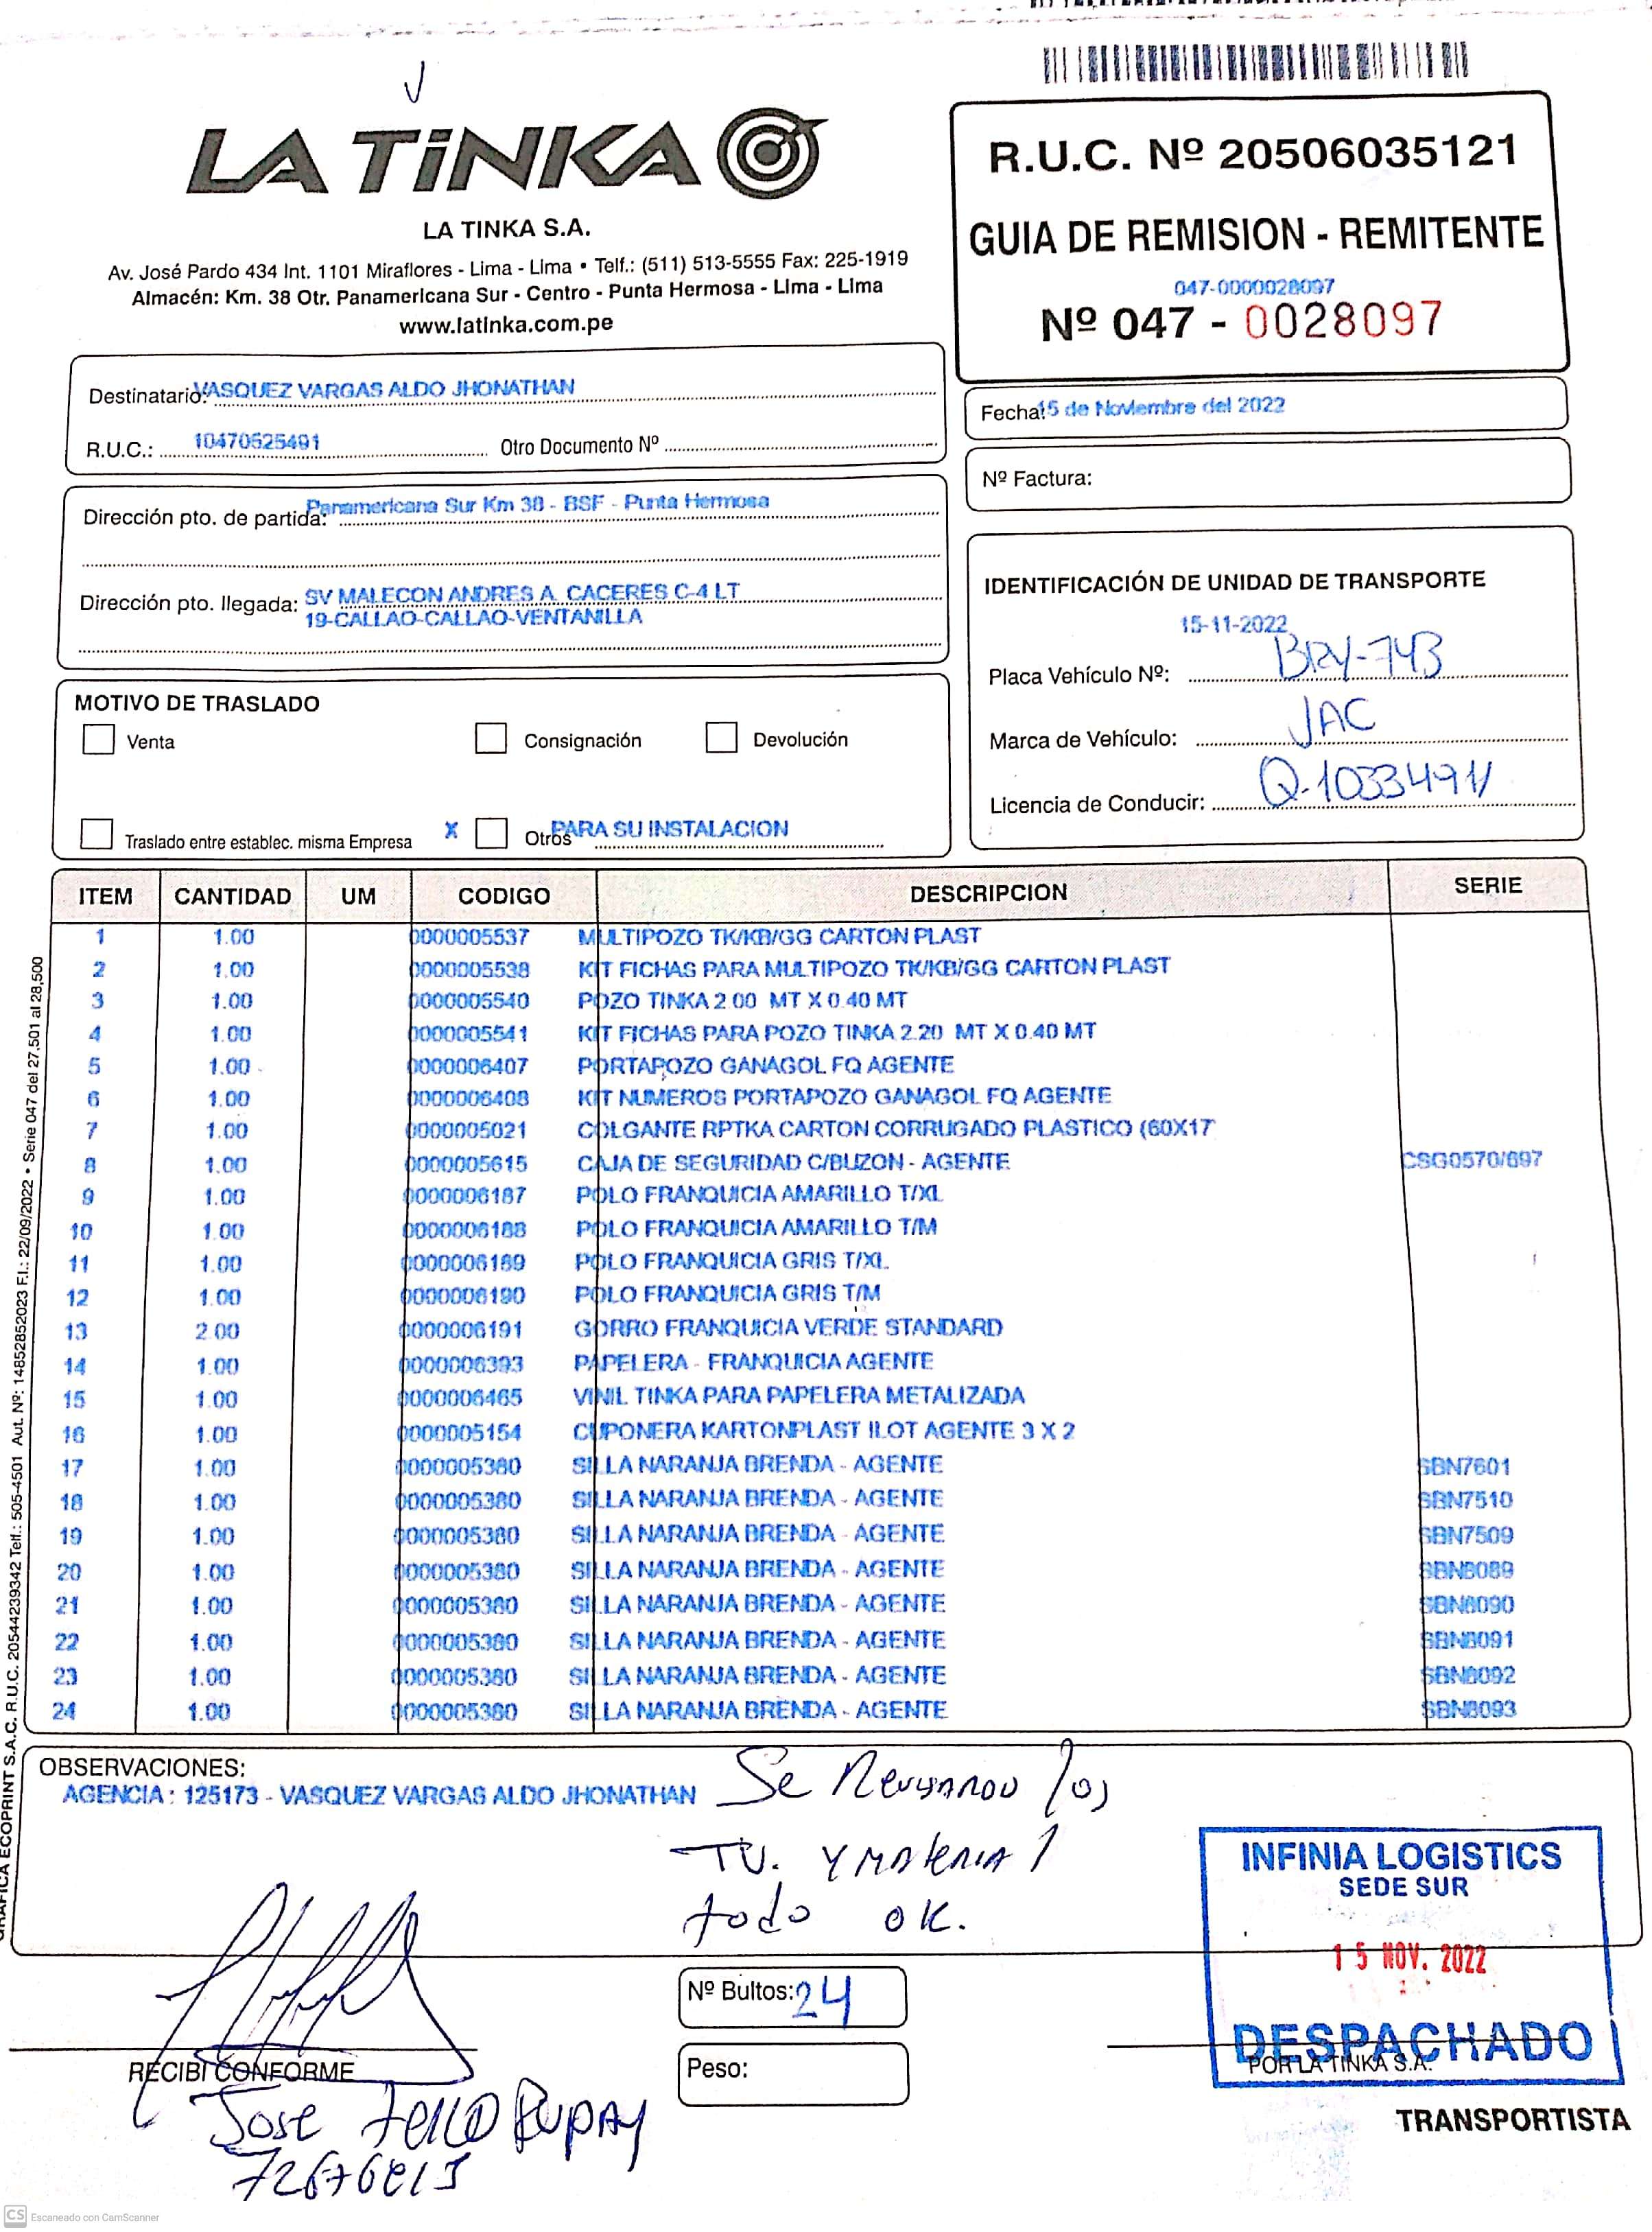 LA TiNKA
LA TINKA S.A.
Av. José Pardo 434 Int. 1101 Miraflores - Lima - Lima • Telf.: (511) 513-5555 Fax: 225-1919
Almacén: Km. 38 Otr. Panamericana Sur - Centro - Punta Hermosa - Lima - Lima
www.latinka.com.pe
R.U.C. Nº 20506035121
GUIA DE REMISION - REMITENTE
047-0000028097
Nº 047 - 0028097
Destinatario: VASQUEZ VARGAS ALDO JHONATHAN
R.U.C.: 10470525491 Otro Documento Nº
Fecha: 15 de Noviembre del 2022
Nº Factura:
Dirección pto. de partida: Panamericana Sur Km 38 - BSF - Punta Hermosa
Dirección pto. llegada: SV MALECON ANDRES A. CACERES C-4 LT
19-CALLAO-CALLAO-VENTANILLA
IDENTIFICACIÓN DE UNIDAD DE TRANSPORTE
15-11-2022
Placa Vehículo Nº: BRY-743
Marca de Vehículo: JAC
Licencia de Conducir: Q-10334911
MOTIVO DE TRASLADO
Venta Consignación Devolución
Traslado entre establec. misma Empresa X Otros PARA SU INSTALACION
ITEM CANTIDAD UM CODIGO DESCRIPCION SERIE
1 1.00 0000005537 MULTIPOZO TK/KB/GG CARTON PLAST
2 1.00 0000005538 KIT FICHAS PARA MULTIPOZO TK/KB/GG CARTON PLAST
3 1.00 0000005540 POZO TINKA 2 00 MT X 0.40 MT
4 1.00 0000005541 KIT FICHAS PARA POZO TINKA 2.20 MT X 0.40 MT
5 1.00 0000006407 PORTAPOZO GANAGOL FQ AGENTE
6 1.00 0000006408 KIT NUMEROS PORTAPOZO GANAGOL FQ AGENTE
7 1.00 0000005021 COLGANTE RPTKA CARTON CORRUGADO PLASTICO (60X17
8 1.00 0000005615 CAJA DE SEGURIDAD C/BUZON - AGENTE CSG0570/697
9 1.00 0000006187 POLO FRANQUICIA AMARILLO T/XL
10 1.00 0000006188 POLO FRANQUICIA AMARILLO T/M
11 1.00 0000006189 POLO FRANQUICIA GRIS T/XL
12 1.00 0000006190 POLO FRANQUICIA GRIS T/M
13 2.00 0000006191 GORRO FRANQUICIA VERDE STANDARD
14 1.00 0000006393 PAPELERA - FRANQUICIA AGENTE
15 1.00 0000006465 VINIL TINKA PARA PAPELERA METALIZADA
16 1.00 0000005154 CUPONERA KARTONPLAST ILOT AGENTE 3 X 2
17 1.00 0000005380 SILLA NARANJA BRENDA - AGENTE SBN7601
18 1.00 0000005380 SILLA NARANJA BRENDA - AGENTE SBN7510
19 1.00 0000005380 SILLA NARANJA BRENDA - AGENTE SBN7509
20 1.00 0000005380 SILLA NARANJA BRENDA - AGENTE SBN8089
21 1.00 0000005380 SILLA NARANJA BRENDA - AGENTE SBN8090
22 1.00 0000005380 SILLA NARANJA BRENDA - AGENTE SBN8091
23 1.00 0000005380 SILLA NARANJA BRENDA - AGENTE SBN8092
24 1.00 0000005380 SILLA NARANJA BRENDA - AGENTE SBN8093
GRAFICA ECOPRINT S.A.C. R.U.C. 20544239342 Telf.: 505-4501 Aut. Nº: 14852852023 F.I.: 22/09/2022 • Serie 047 del 27,501 al 28,500
OBSERVACIONES:
AGENCIA : 125173 - VASQUEZ VARGAS ALDO JHONATHAN
Se los
TV. Y MATERIAl
todo OK.
INFINIA LOGISTICS
SEDE SUR
15 NOV. 2022
DESPACHADO
Nº Bultos: 24
Peso:
RECIBI CONFORME
POR LA TINKA S.A.
TRANSPORTISTA
Jose
CS Escaneado con CamScanner